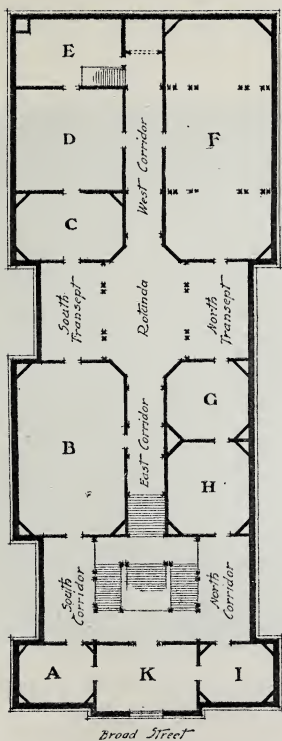 E
F
D
West Corridor
C
South
Transept
Rotunda
North
Transept
G
B
East Corridor
H
South
Corridor
North
Corridor
A
K
I
Broad Street